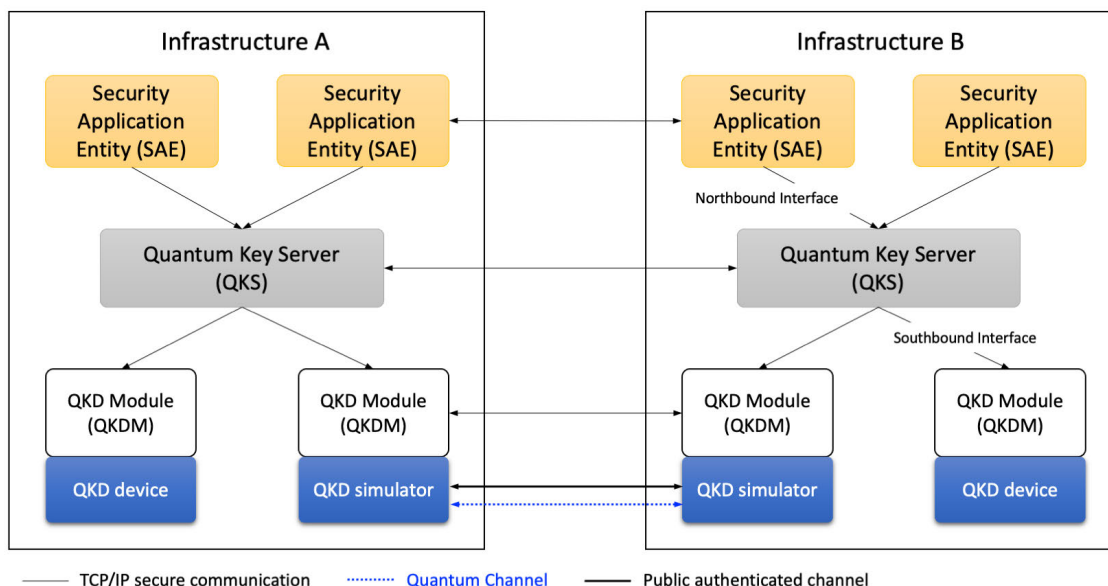 Infrastructure A
Security
Application
Entity (SAE)
Security
Application
Entity (SAE)
Quantum Key Server
(QKS)
QKD Module
(QKDM)
QKD device
QKD Module
(QKDM)
QKD simulator
Infrastructure B
Security
Application
Entity (SAE)
Security
Application
Entity (SAE)
Northbound Interface
Quantum Key Server
(QKS)
Southbound Interface
QKD Module
(QKDM)
QKD simulator
QKD Module
(QKDM)
QKD device
TCP/IP secure communication
Quantum Channel
Public authenticated channel